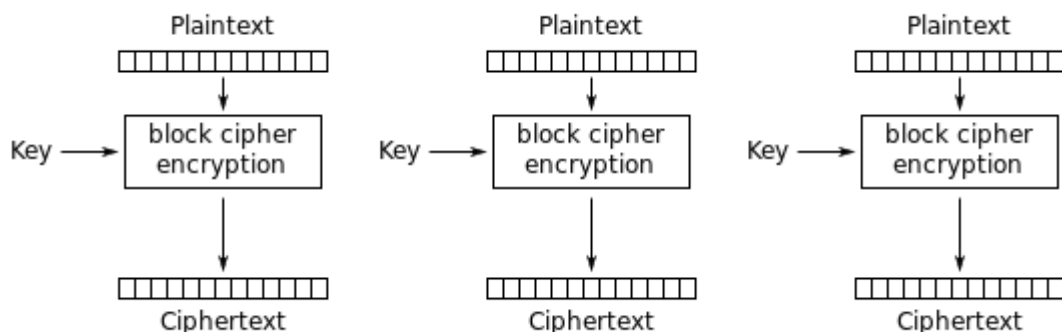 Plaintext
Plaintext
Plaintext
Key
block cipher
encryption
Key
block cipher
encryption
Key
block cipher
encryption
Ciphertext
Ciphertext
Ciphertext